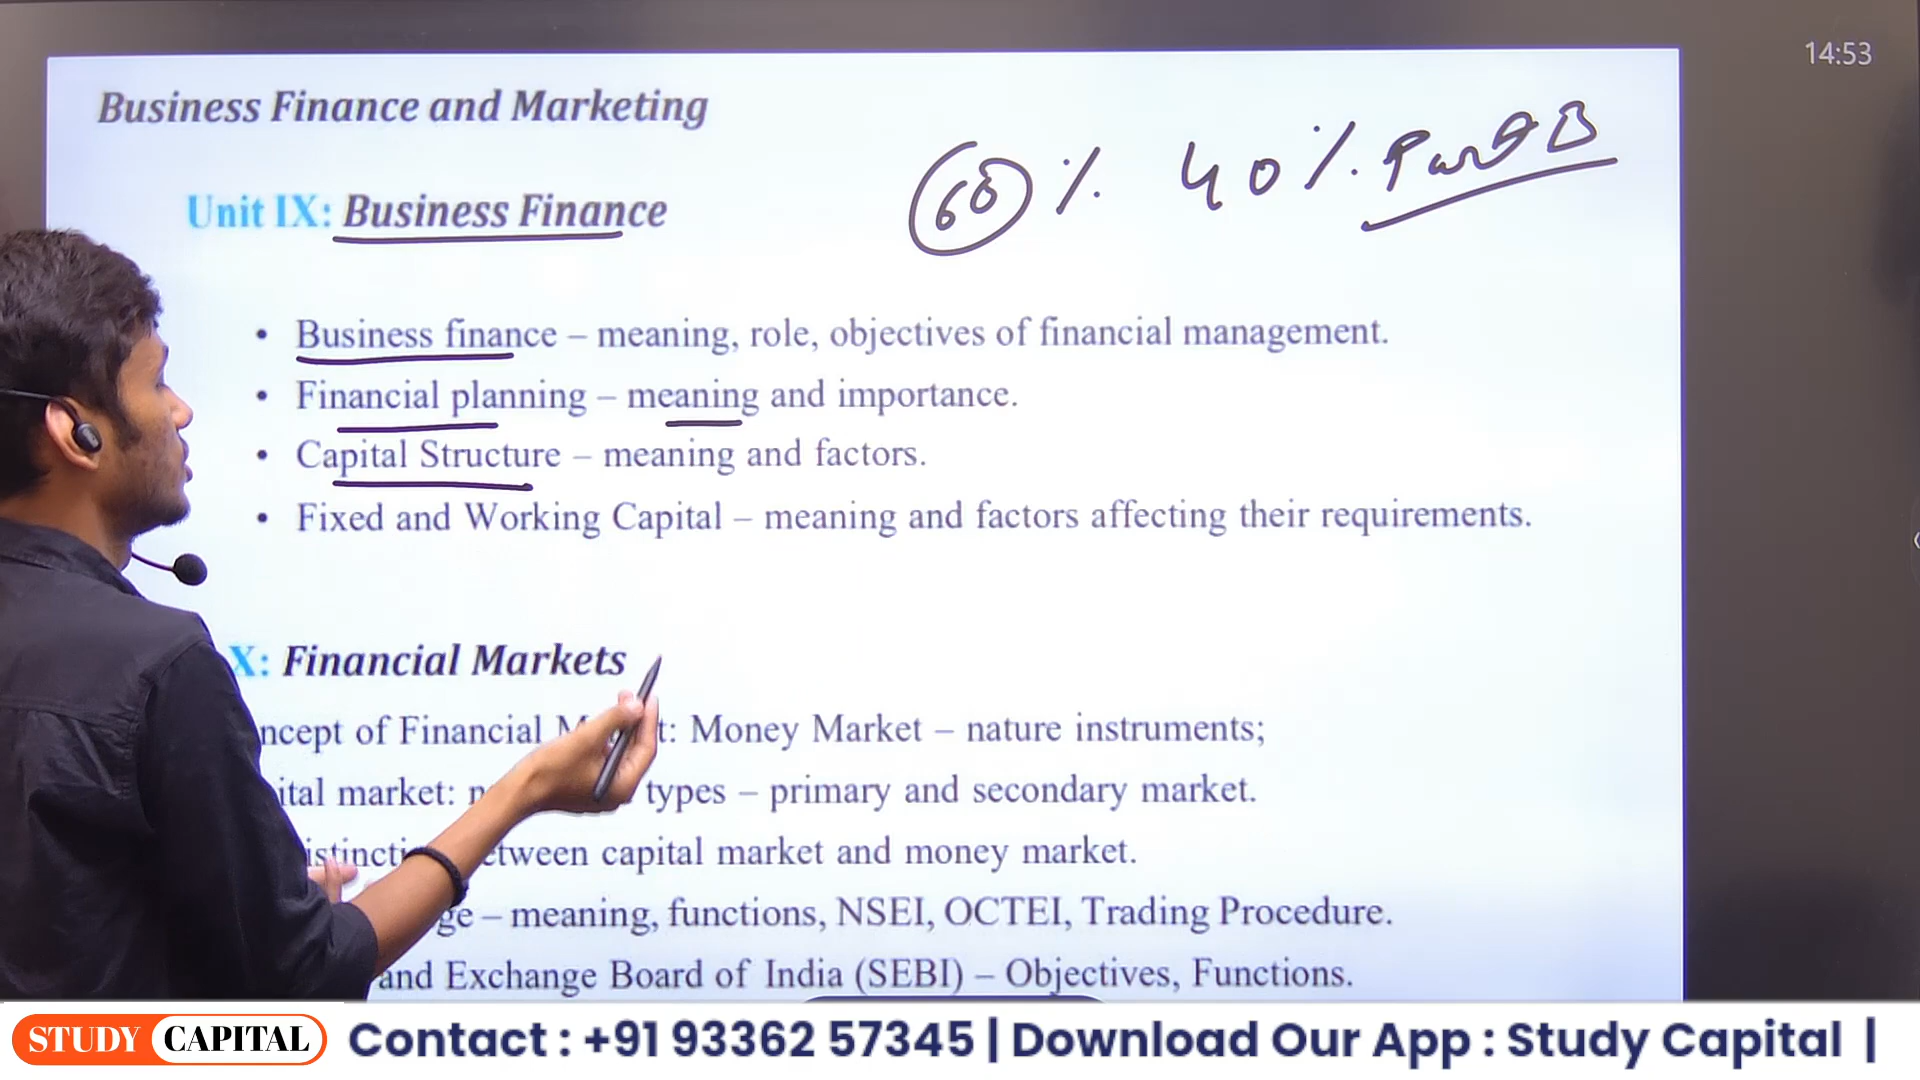 14:53
Business Finance and Marketing
60 % 40 % Part B
Unit IX: Business Finance
• Business finance – meaning, role, objectives of financial management.
• Financial planning – meaning and importance.
• Capital Structure – meaning and factors.
• Fixed and Working Capital – meaning and factors affecting their requirements.
X: Financial Markets
ncept of Financial M t: Money Market – nature instruments;
ital market: types – primary and secondary market.
istincti etween capital market and money market.
ge – meaning, functions, NSEI, OCTEI, Trading Procedure.
and Exchange Board of India (SEBI) – Objectives, Functions.
STUDY CAPITAL Contact : +91 93362 57345 | Download Our App : Study Capital |